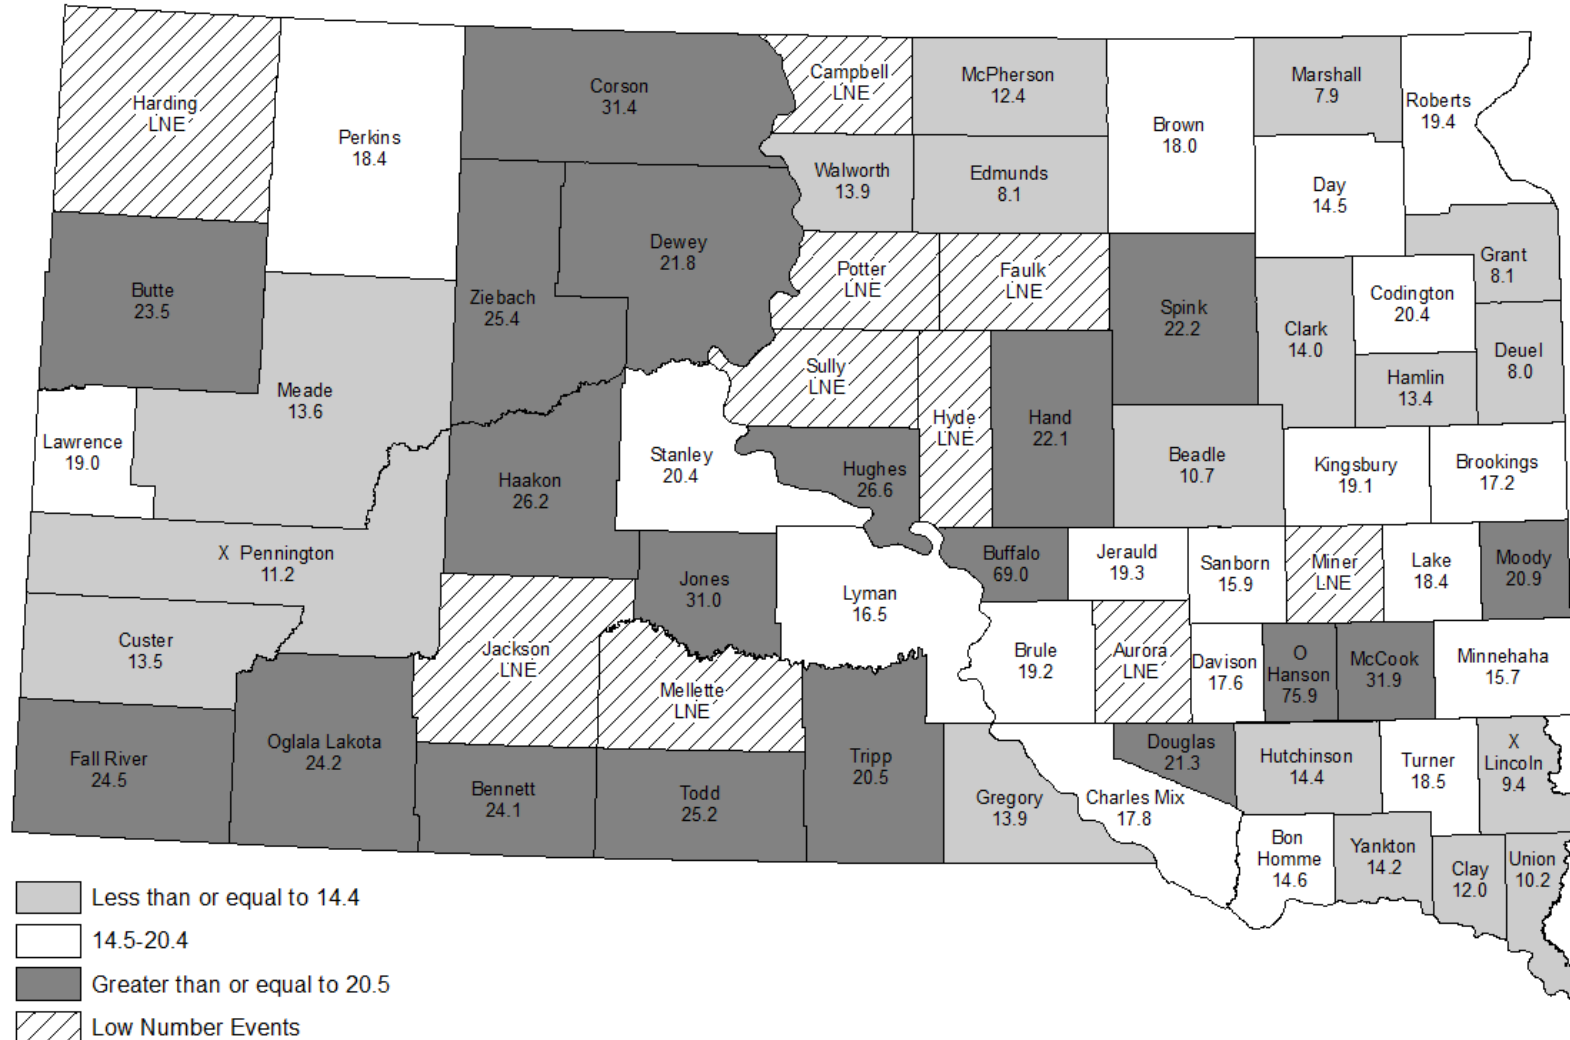 Harding
LNE
Perkins
18.4
Corson
31.4
Campbell
LNE
McPherson
12.4
Brown
18.0
Marshall
7.9
Roberts
19.4
Walworth
13.9
Edmunds
8.1
Day
14.5
Butte
23.5
Ziebach
25.4
Dewey
21.8
Potter
LNE
Faulk
LNE
Spink
22.2
Grant
8.1
Codington
20.4
Clark
14.0
Deuel
8.0
Hamlin
13.4
Meade
13.6
Lawrence
19.0
Sully
LNE
Hyde
LNE
Hand
22.1
Haakon
26.2
Stanley
20.4
Hughes
26.6
Beadle
10.7
Kingsbury
19.1
Brookings
17.2
X Pennington
11.2
Jones
31.0
Lyman
16.5
Buffalo
69.0
Jerauld
19.3
Sanborn
15.9
Miner
LNE
Lake
18.4
Moody
20.9
Custer
13.5
Jackson
LNE
Mellette
LNE
Brule
19.2
Aurora
LNE
Davison
17.6
O
Hanson
75.9
McCook
31.9
Minnehaha
15.7
Fall River
24.5
Oglala Lakota
24.2
Bennett
24.1
Todd
25.2
Tripp
20.5
Gregory
13.9
Charles Mix
17.8
Douglas
21.3
Hutchinson
14.4
Turner
18.5
X
Lincoln
9.4
Bon
Homme
14.6
Yankton
14.2
Clay
12.0
Union
10.2
Less than or equal to 14.4
14.5-20.4
Greater than or equal to 20.5
Low Number Events